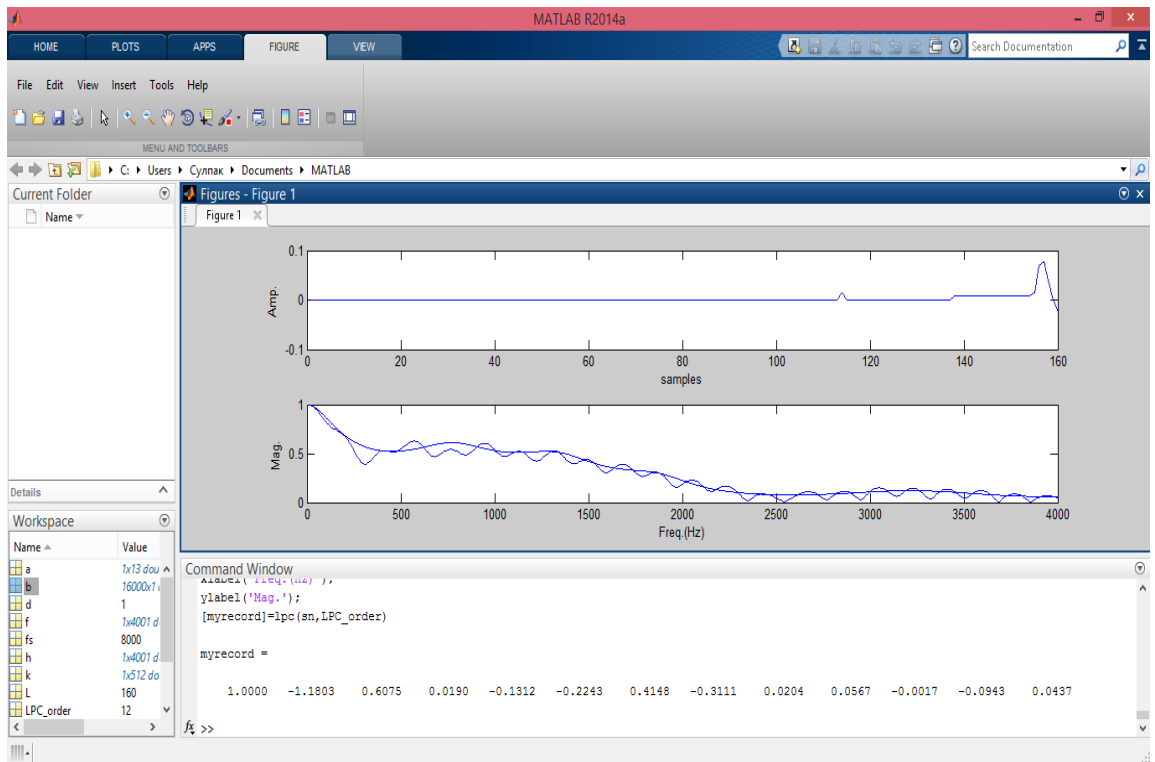 MATLAB R2014a
HOME PLOTS APPS FIGURE VIEW
Search Documentation
File Edit View Insert Tools Help
MENU AND TOOLBARS
C: Users Суллак Documents MATLAB
Current Folder
Name
Figures - Figure 1
Figure 1
0.1
0
-0.1
Amp.
0 20 40 60 80 100 120 140 160
samples
1
0.5
0
Mag.
0 500 1000 1500 2000 2500 3000 3500 4000
Freq.(Hz)
Details
Workspace
Name Value
a 1x13 dou
b 16000x1
d 1
f 1x4001 d
fs 8000
h 1x4001 d
k 1x512 do
L 160
LPC_order 12
Command Window
xlabel('Freq.(Hz)');
ylabel('Mag.');
[myrecord]=lpc(sn,LPC_order)
myrecord =
1.0000 -1.1803 0.6075 0.0190 -0.1312 -0.2243 0.4148 -0.3111 0.0204 0.0567 -0.0017 -0.0943 0.0437
fx >>